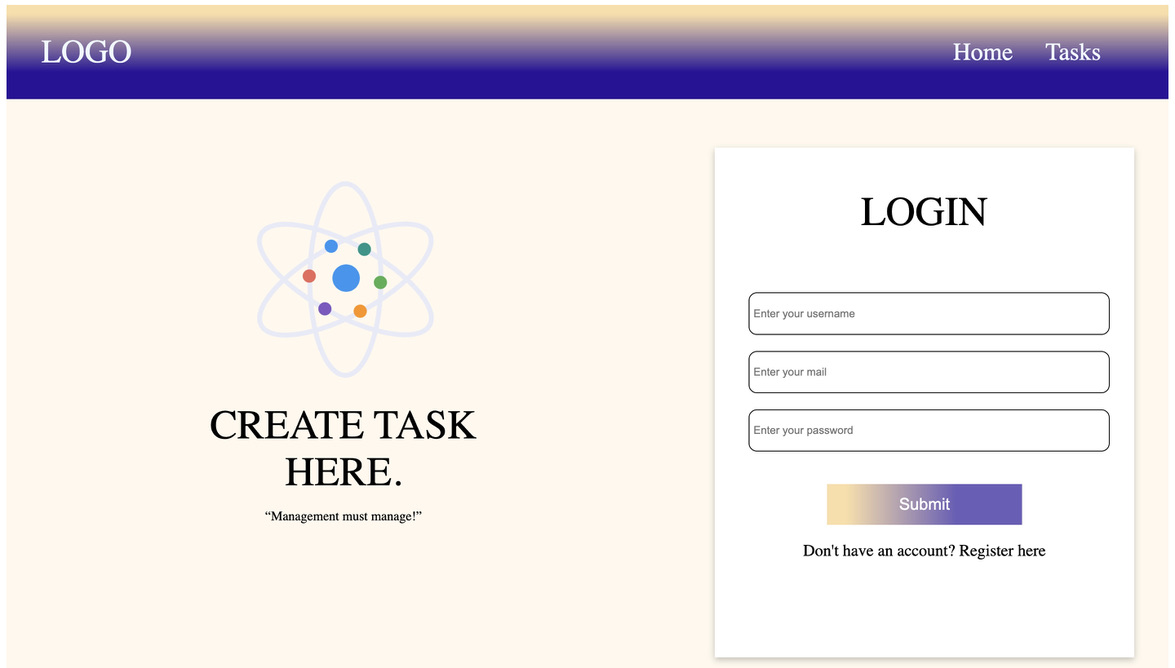 LOGO
Home Tasks
CREATE TASK
HERE.
“Management must manage!”
LOGIN
Enter your username
Enter your mail
Enter your password
Submit
Don't have an account? Register here